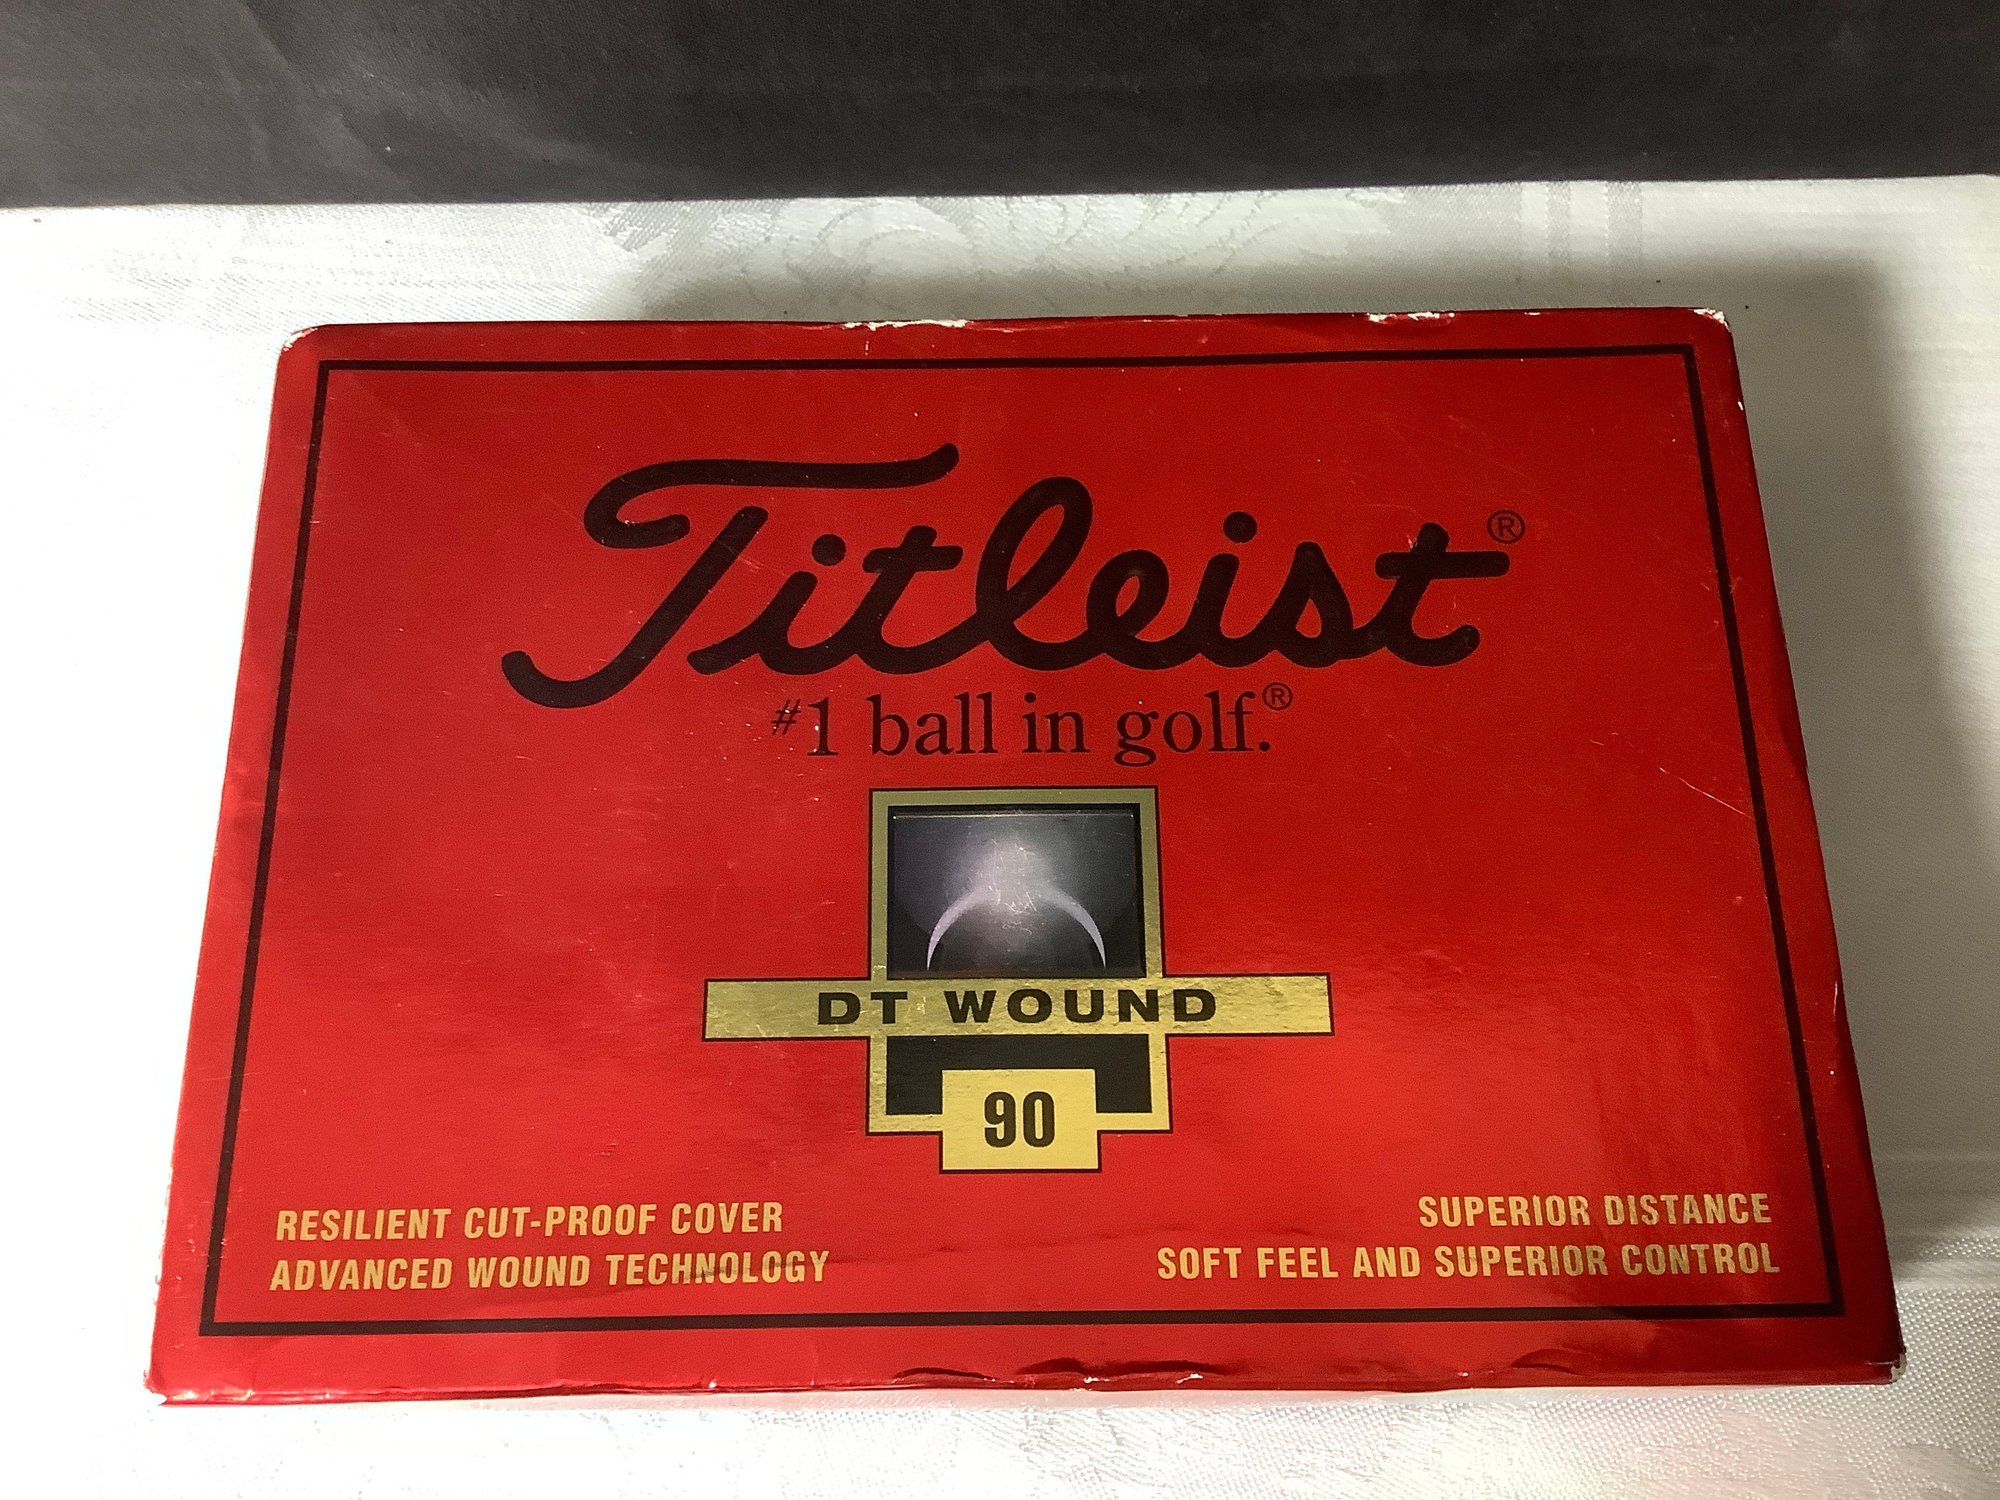 Titleist®
#1 ball in golf.®
DT WOUND
90
RESILIENT CUT-PROOF COVER
ADVANCED WOUND TECHNOLOGY
SUPERIOR DISTANCE
SOFT FEEL AND SUPERIOR CONTROL